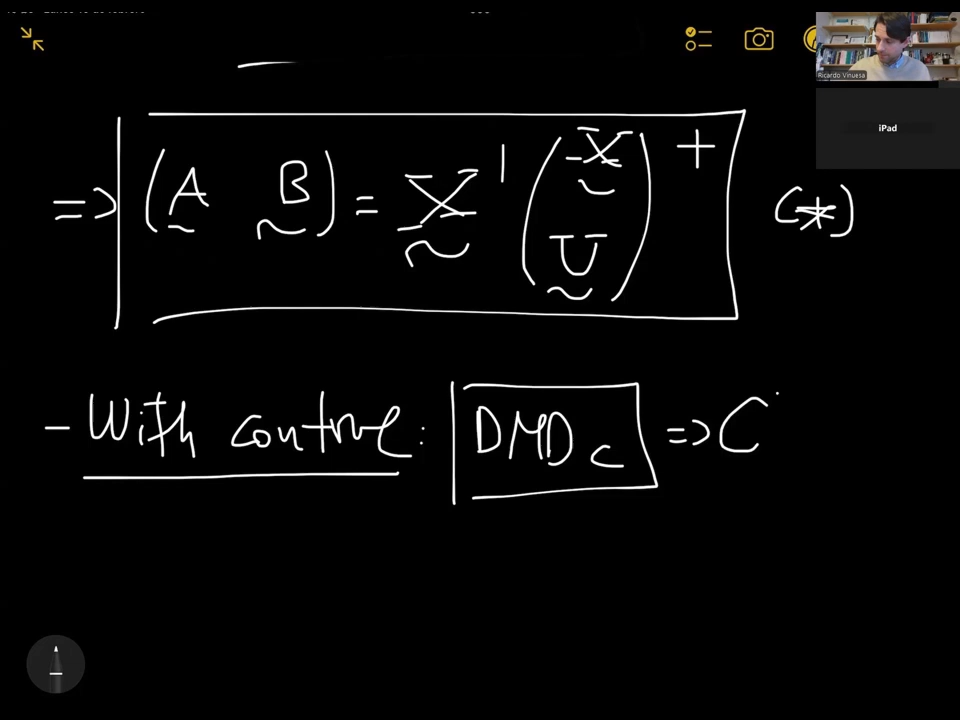 Ricardo Vinuesa
iPad
=> (A B) = X' (X U)+ (*)
- With control: DMDc => C